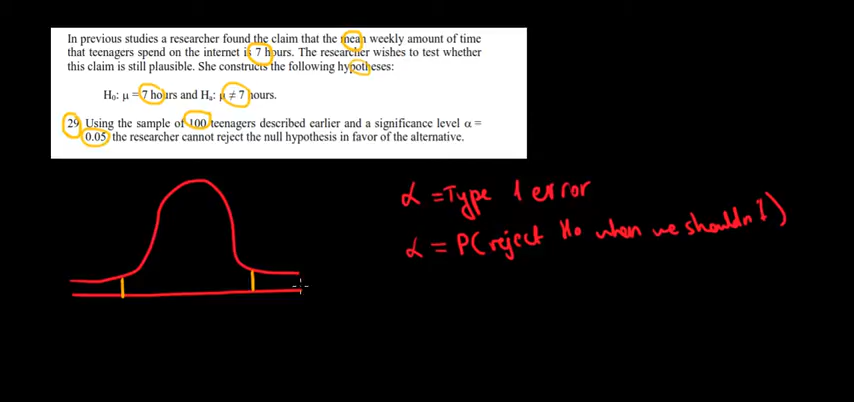 In previous studies a researcher found the claim that the mean weekly amount of time
that teenagers spend on the internet is 7 hours. The researcher wishes to test whether
this claim is still plausible. She constructs the following hypotheses:
H₀: μ = 7 hours and Hₐ: μ ≠ 7 hours.
29. Using the sample of 100 teenagers described earlier and a significance level α =
0.05, the researcher cannot reject the null hypothesis in favor of the alternative.
α = Type 1 error
α = P(reject H₀ when we shouldn't)